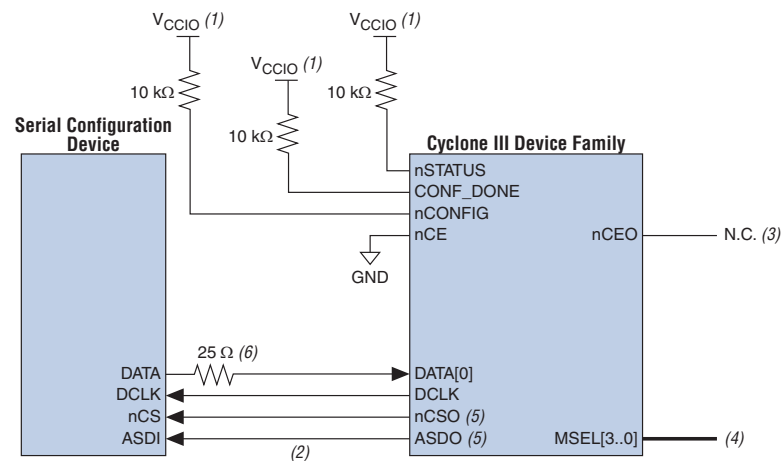 VCCIO (1)
VCCIO (1)
VCCIO (1)
10 kΩ
10 kΩ
10 kΩ
Serial Configuration
Device
Cyclone III Device Family
nSTATUS
CONF_DONE
nCONFIG
nCE
nCEO
N.C. (3)
GND
25 Ω (6)
DATA
DATA[0]
DCLK
DCLK
nCS
nCSO (5)
ASDI
ASDO (5)
MSEL[3..0]
(4)
(2)